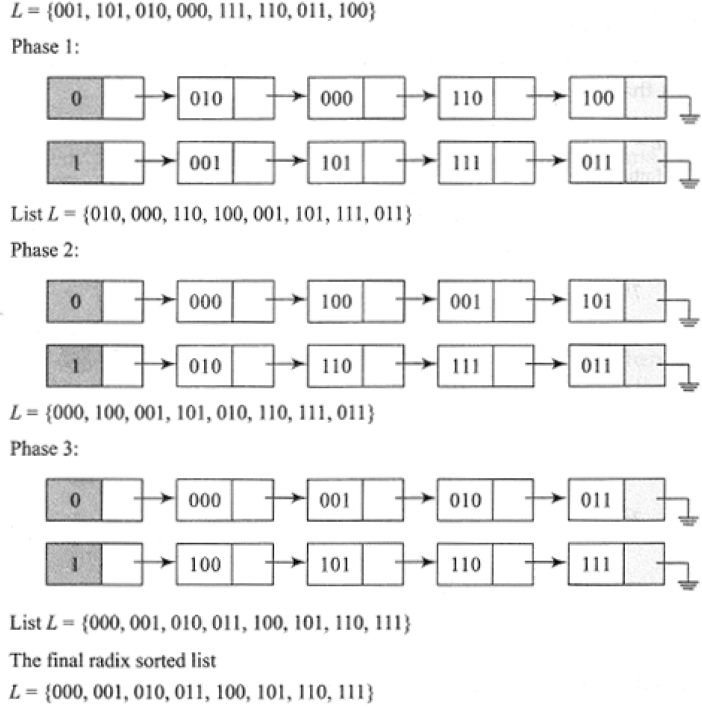 L = {001, 101, 010, 000, 111, 110, 011, 100}
Phase 1:
0 010 000 110 100
1 001 101 111 011
List L = {010, 000, 110, 100, 001, 101, 111, 011}
Phase 2:
0 000 100 001 101
1 010 110 111 011
L = {000, 100, 001, 101, 010, 110, 111, 011}
Phase 3:
0 000 001 010 011
1 100 101 110 111
List L = {000, 001, 010, 011, 100, 101, 110, 111}
The final radix sorted list
L = {000, 001, 010, 011, 100, 101, 110, 111}